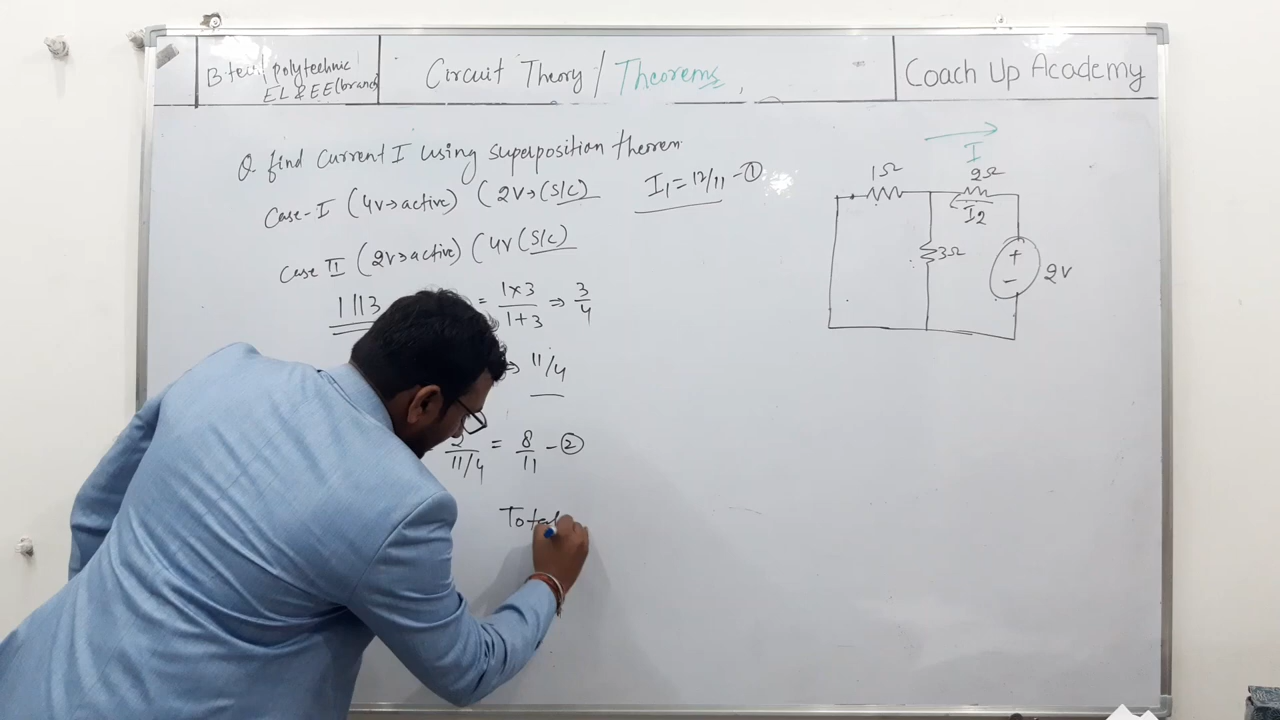 B.tech / polytechnic
EL & EE (branch)
Circuit Theory / Theorems
Coach Up Academy
Q. find Current I using superposition theorem.
Case-I (4V→active) (2V→(S/C)
I₁ = 12/11 - ①
Case II (2V→active) (4V (S/C)
1113 = 1×3/1+3 ⇒ 3/4
⇒ 11/4
2/11/4 = 8/11 - ②
Total
I
1Ω
2Ω
I2
3Ω
+
−
2V